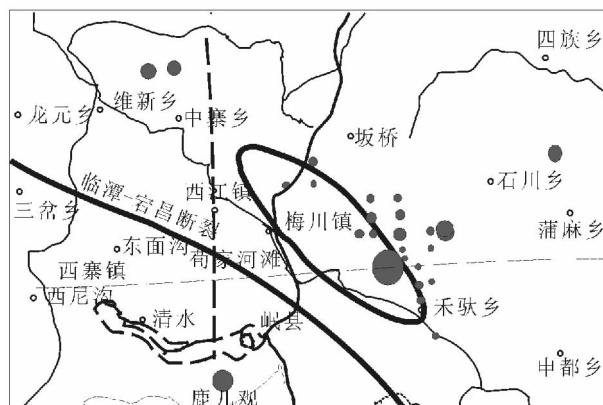 四族乡
维新乡
龙元乡
中寨乡
坂桥
石川乡
临潭-宕昌断裂
西江镇
三岔乡
梅川镇
蒲麻乡
东面沟
荀家河滩
西寨镇
西尼沟
禾驮乡
清水
岷县
申都乡
鹿儿观